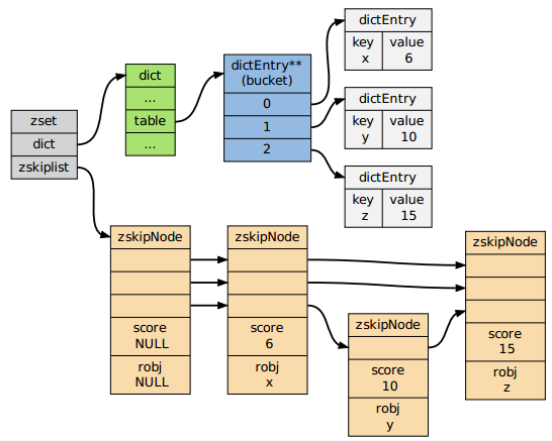 zset
dict
zskiplist
dict
...
table
...
dictEntry**
(bucket)
0
1
2
dictEntry
key value
x 6
dictEntry
key value
y 10
dictEntry
key value
z 15
zskipNode
score
NULL
robj
NULL
zskipNode
score
6
robj
x
zskipNode
score
10
robj
y
zskipNode
score
15
robj
z